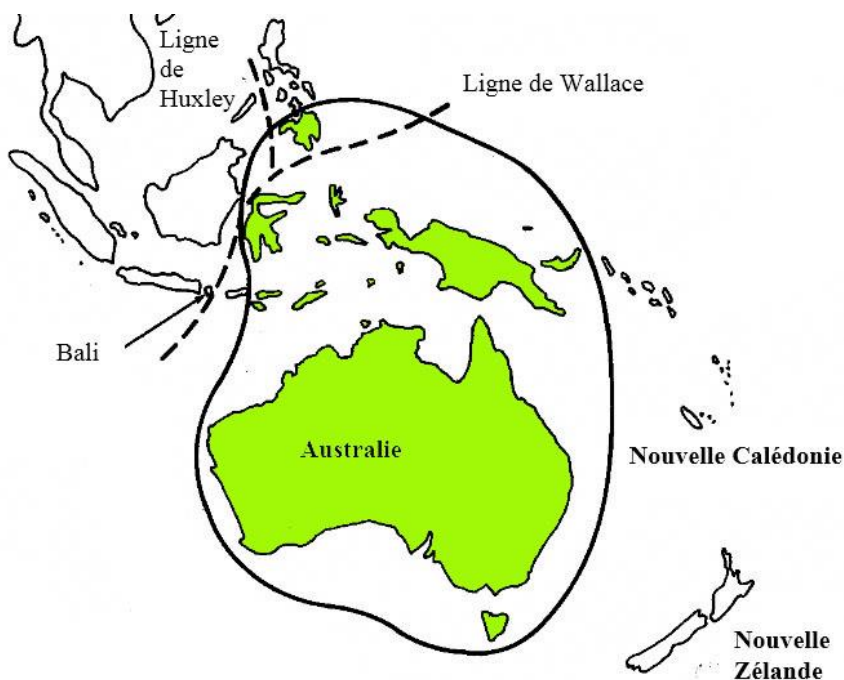 Ligne
de
Huxley
Ligne de Wallace
Bali
Australie
Nouvelle Calédonie
Nouvelle
Zélande